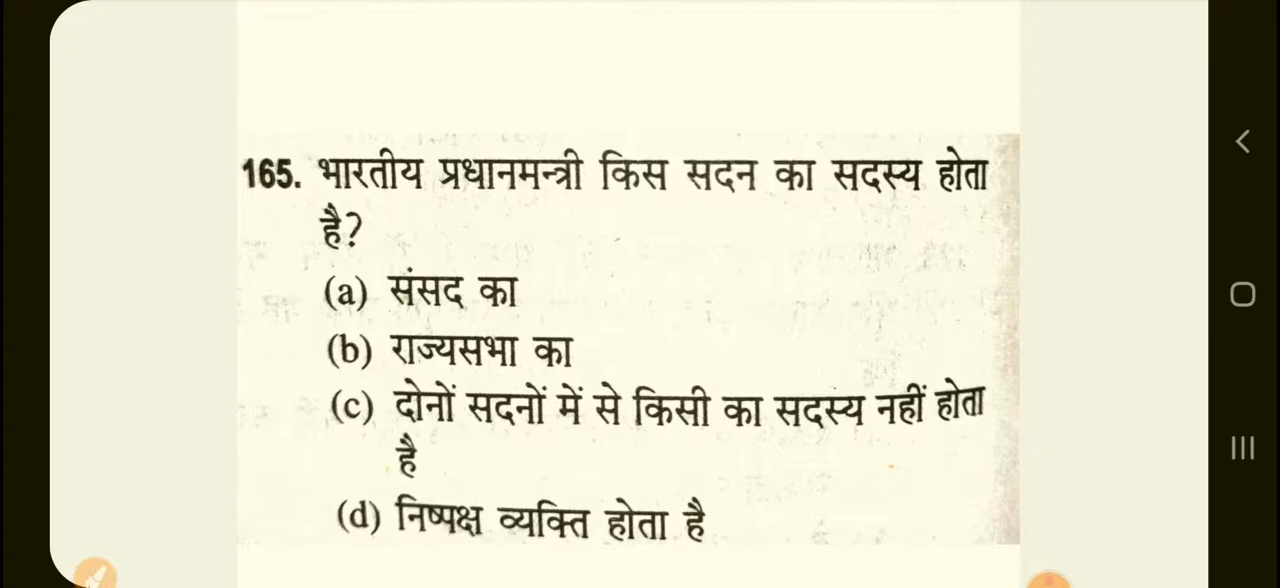 165. भारतीय प्रधानमन्त्री किस सदन का सदस्य होता
है?
(a) संसद का
(b) राज्यसभा का
(c) दोनों सदनों में से किसी का सदस्य नहीं होता
है
(d) निष्पक्ष व्यक्ति होता है